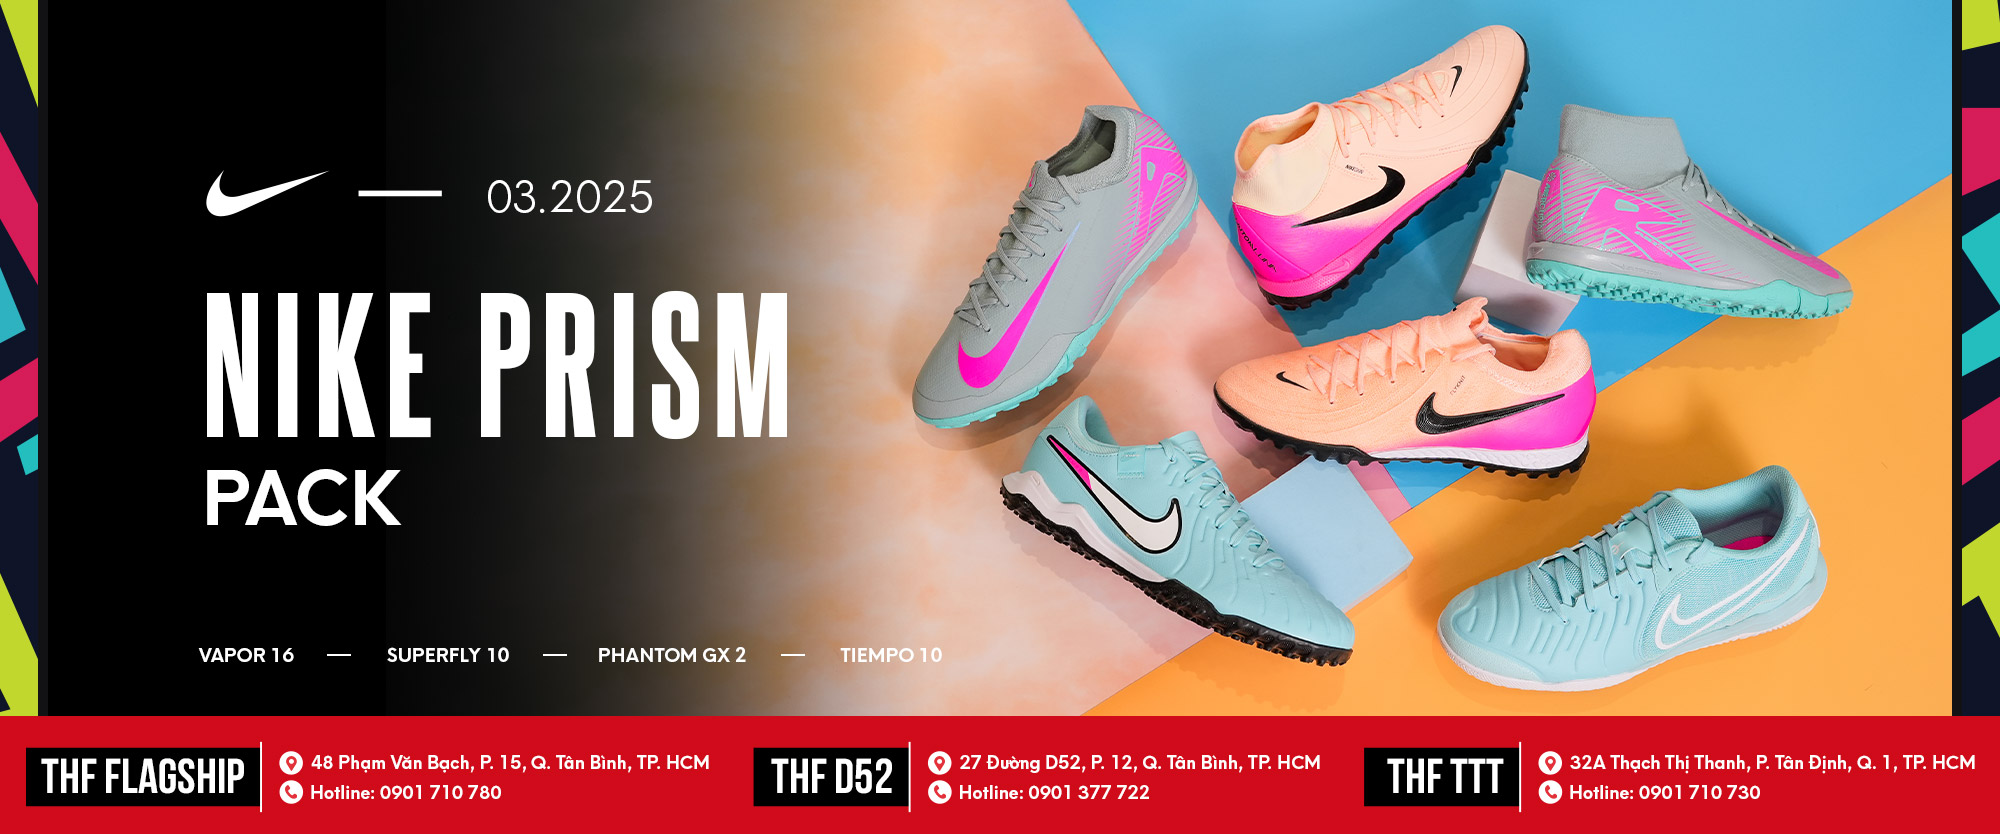 03.2025
NIKE PRISM
PACK
VAPOR 16 — SUPERFLY 10 — PHANTOM GX 2 — TIEMPO 10
THF FLAGSHIP
48 Phạm Văn Bạch, P. 15, Q. Tân Bình, TP. HCM
Hotline: 0901 710 780
THF D52
27 Đường D52, P. 12, Q. Tân Bình, TP. HCM
Hotline: 0901 377 722
THF TTT
32A Thạch Thị Thanh, P. Tân Định, Q. 1, TP. HCM
Hotline: 0901 710 730